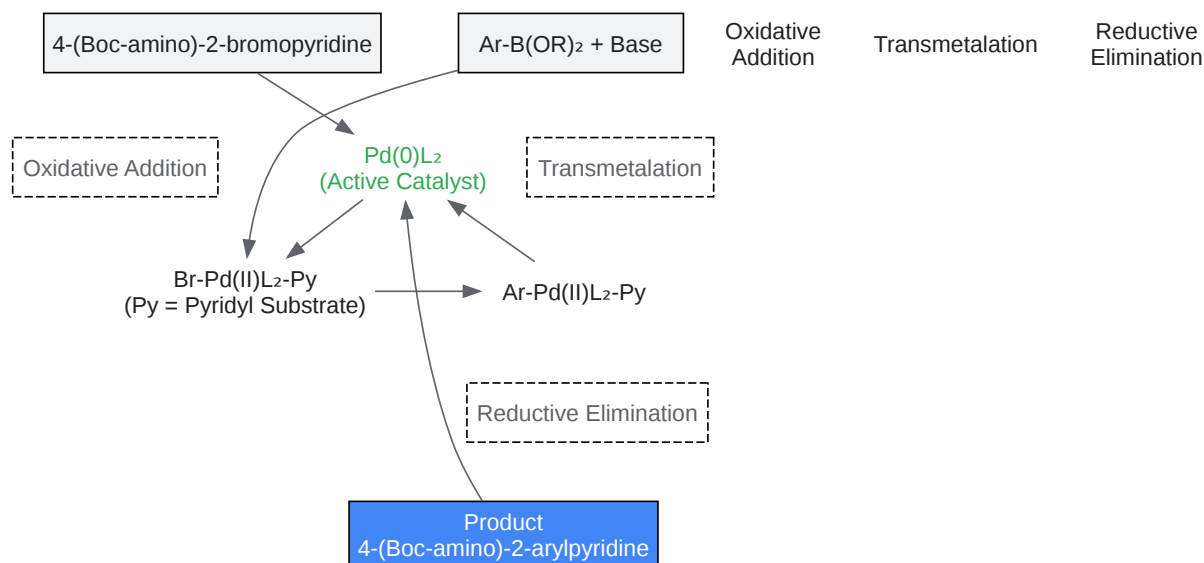 4-(Boc-amino)-2-bromopyridine
Ar-B(OR)₂ + Base
Oxidative
Addition
Transmetalation
Reductive
Elimination
Oxidative Addition
Pd(0)L₂
(Active Catalyst)
Transmetalation
Br-Pd(II)L₂-Py
(Py = Pyridyl Substrate)
Ar-Pd(II)L₂-Py
Reductive Elimination
Product
4-(Boc-amino)-2-arylpyridine